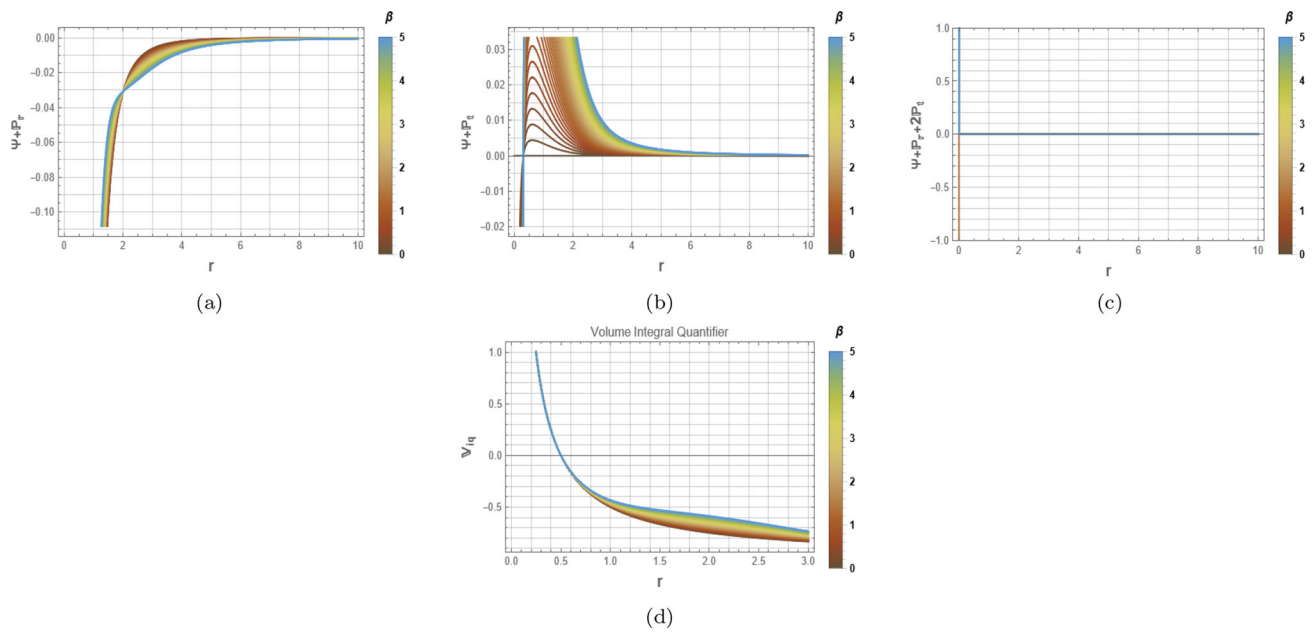 β
0.00
−0.02
−0.04
−0.06
−0.08
−0.10
Ψ+ℙ𝕣
0 2 4 6 8 10
r
5
4
3
2
1
0
(a)
β
0.03
0.02
0.01
0.00
−0.01
−0.02
Ψ+ℙ𝕥
0 2 4 6 8 10
r
5
4
3
2
1
0
(b)
β
1.0
0.5
0.0
−0.5
−1.0
Ψ+ℙ𝕣+2ℙ𝕥
0 2 4 6 8 10
r
5
4
3
2
1
0
(c)
Volume Integral Quantifier
β
1.0
0.5
0.0
−0.5
𝕍iq
0.0 0.5 1.0 1.5 2.0 2.5 3.0
r
5
4
3
2
1
0
(d)